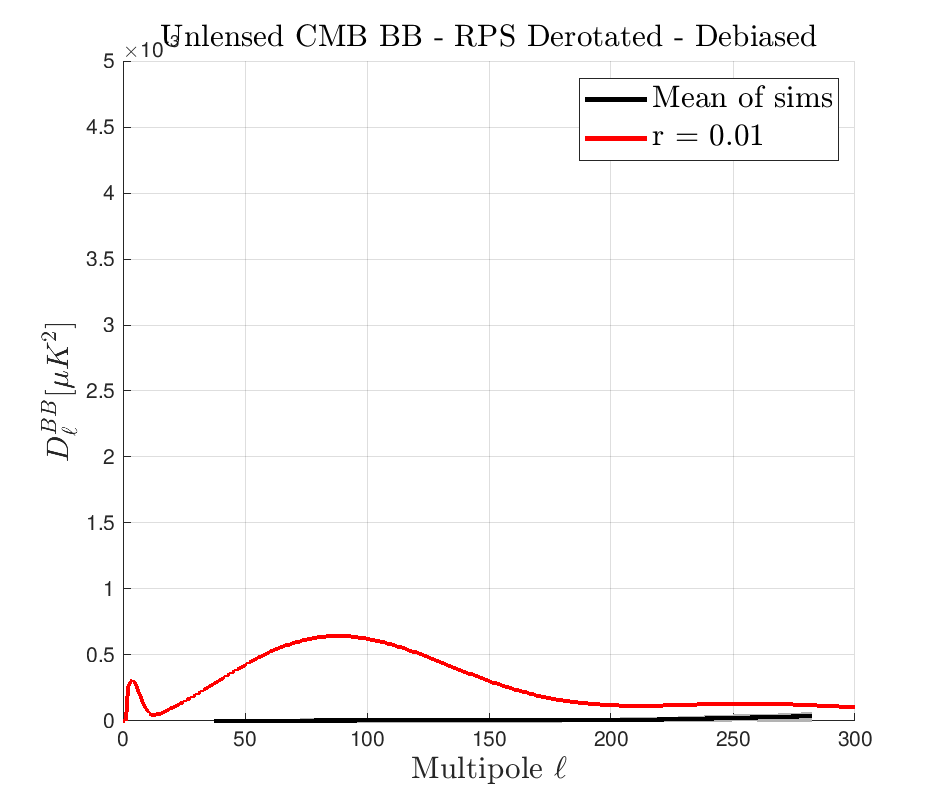 Unlensed CMB BB - RPS Derotated - Debiased
×10⁻³
Mean of sims
r = 0.01
5
4.5
4
3.5
3
2.5
2
1.5
1
0.5
0
D_ℓ^{BB}[μK²]
0 50 100 150 200 250 300
Multipole ℓ